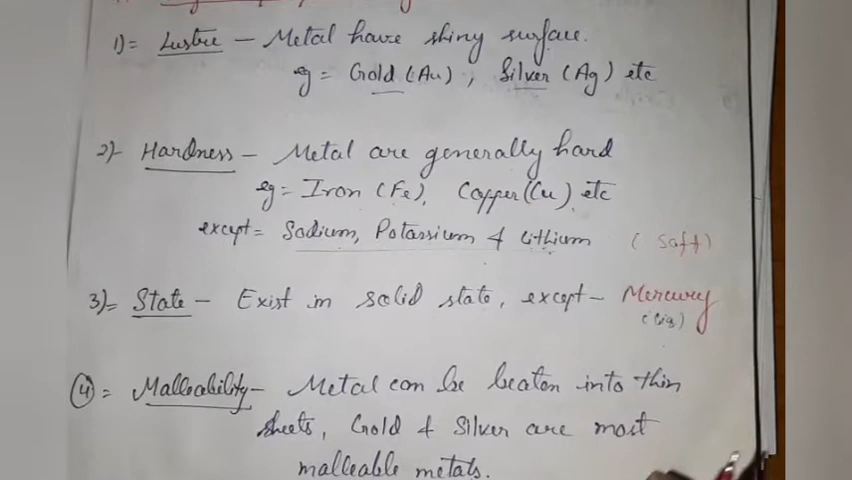 1)= Lustre – Metal have shiny surface.
eg = Gold (Au), Silver (Ag) etc
2)- Hardness – Metal are generally hard
eg = Iron (Fe), Copper (Cu) etc
except = Sodium, Potassium & Lithium (Soft)
3)= State – Exist in solid state, except – Mercury
(liq)
(4) = Malleability – Metal can be beaten into thin
sheets, Gold & Silver are most
malleable metals.